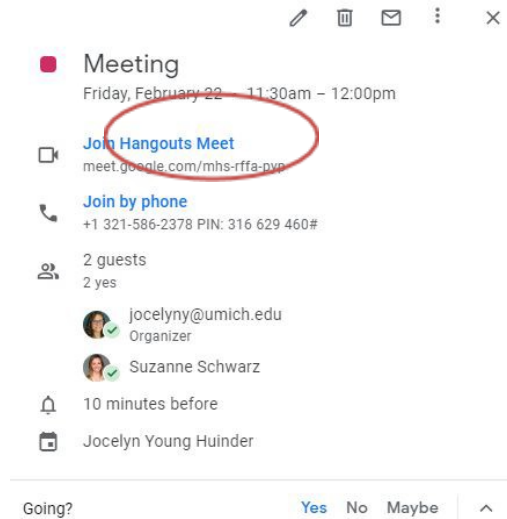 Meeting
Friday, February 22 · 11:30am – 12:00pm
Join Hangouts Meet
meet.google.com/mhs-rffa-pyp
Join by phone
+1 321-586-2378 PIN: 316 629 460#
2 guests
2 yes
jocelyny@umich.edu
Organizer
Suzanne Schwarz
10 minutes before
Jocelyn Young Huinder
Going?
Yes No Maybe